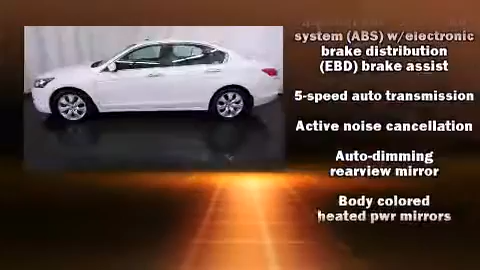 system (ABS) w/electronic
brake distribution
(EBD) brake assist
5-speed auto transmission
Active noise cancellation
Auto-dimming
rearview mirror
Body colored
heated pwr mirrors